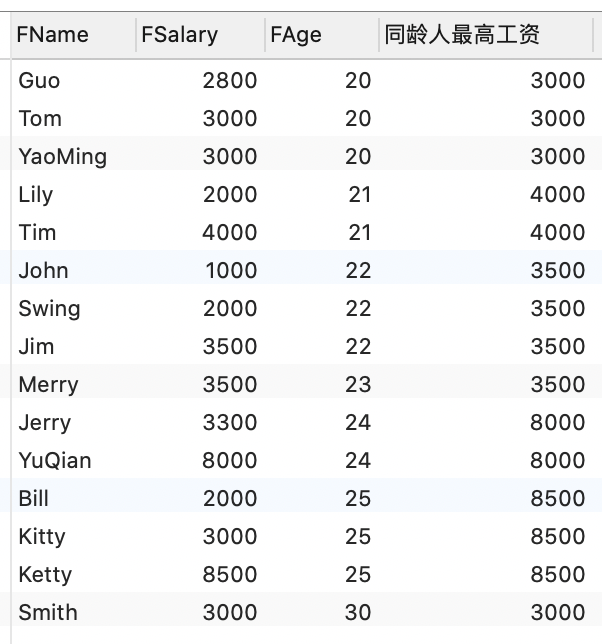 FName FSalary FAge 同龄人最高工资
Guo 2800 20 3000
Tom 3000 20 3000
YaoMing 3000 20 3000
Lily 2000 21 4000
Tim 4000 21 4000
John 1000 22 3500
Swing 2000 22 3500
Jim 3500 22 3500
Merry 3500 23 3500
Jerry 3300 24 8000
YuQian 8000 24 8000
Bill 2000 25 8500
Kitty 3000 25 8500
Ketty 8500 25 8500
Smith 3000 30 3000